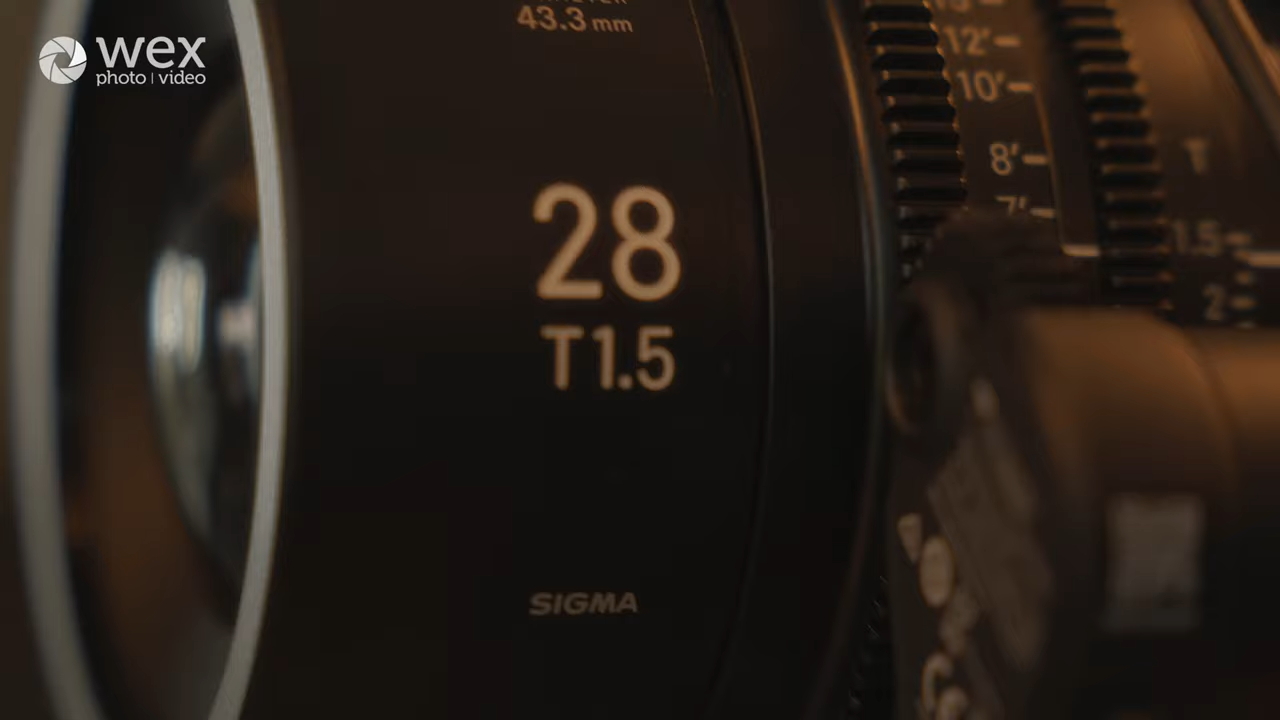 wex
photo | video
43.3 mm
28
T1.5
SIGMA
12'
10'
8'
7'
T
1.5
2